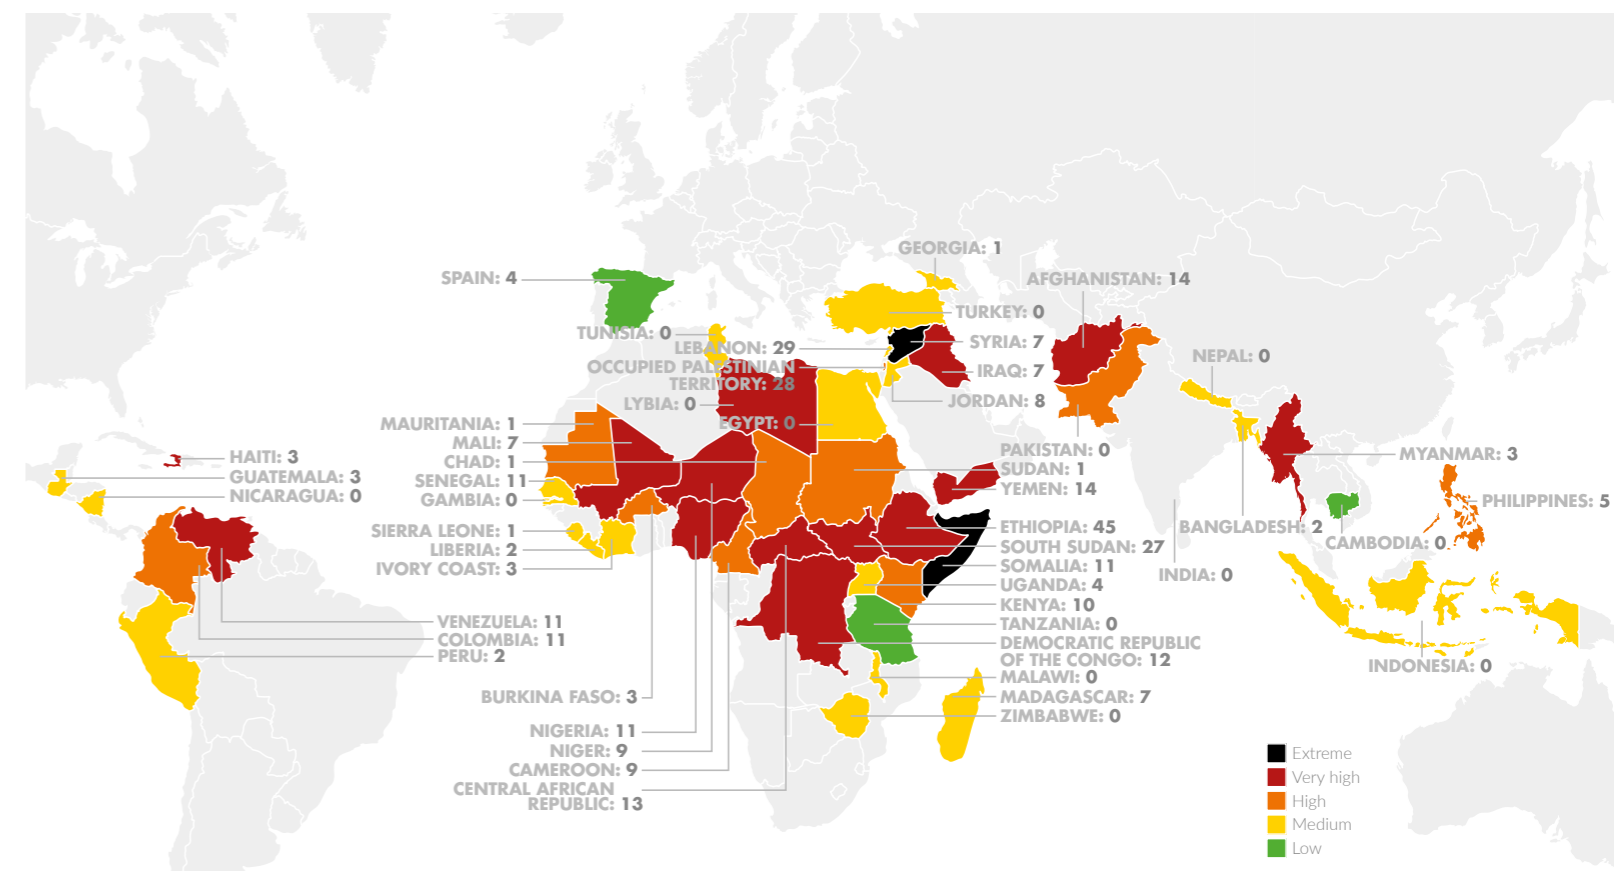 GEORGIA: 1
SPAIN: 4
AFGHANISTAN: 14
TURKEY: 0
TUNISIA: 0
LEBANON: 29
SYRIA: 7
NEPAL: 0
OCCUPIED PALESTINIAN
TERRITORY: 28
IRAQ: 7
LYBIA: 0
JORDAN: 8
EGYPT: 0
MAURITANIA: 1
MALI: 7
CHAD: 1
SENEGAL: 11
GAMBIA: 0
PAKISTAN: 0
SUDAN: 1
YEMEN: 14
HAITI: 3
GUATEMALA: 3
NICARAGUA: 0
MYANMAR: 3
PHILIPPINES: 5
BANGLADESH: 2
CAMBODIA: 0
INDIA: 0
SIERRA LEONE: 1
LIBERIA: 2
IVORY COAST: 3
ETHIOPIA: 45
SOUTH SUDAN: 27
SOMALIA: 11
UGANDA: 4
KENYA: 10
TANZANIA: 0
DEMOCRATIC REPUBLIC
OF THE CONGO: 12
MALAWI: 0
MADAGASCAR: 7
ZIMBABWE: 0
VENEZUELA: 11
COLOMBIA: 11
PERU: 2
INDONESIA: 0
BURKINA FASO: 3
NIGERIA: 11
NIGER: 9
CAMEROON: 9
CENTRAL AFRICAN
REPUBLIC: 13
Extreme
Very high
High
Medium
Low